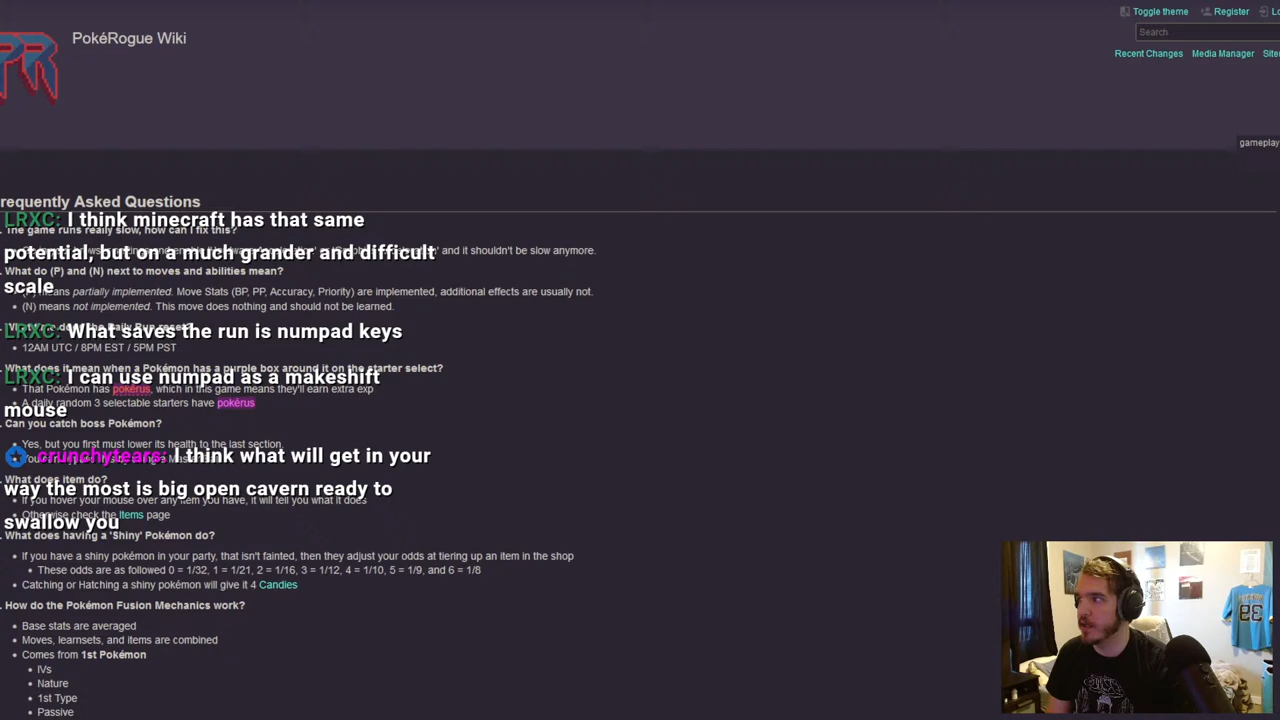 Toggle theme Register Lo
PR PokéRogue Wiki
Search
Recent Changes Media Manager Site
gameplay
requently Asked Questions
LRXC: I think minecraft has that same
. The game runs really slow, how can I fix this?
potential, but on a much grander and difficult
and it shouldn't be slow anymore.
. What do (P) and (N) next to moves and abilities mean?
scale
(P) means partially implemented. Move Stats (BP, PP, Accuracy, Priority) are implemented, additional effects are usually not.
(N) means not implemented. This move does nothing and should not be learned.
LRXC: What saves the run is numpad keys
12AM UTC / 8PM EST / 5PM PST
. What does it mean when a Pokémon has a purple box around it on the starter select?
LRXC: I can use numpad as a makeshift
That Pokémon has pokérus, which in this game means they'll earn extra exp
A daily random 3 selectable starters have pokérus
mouse
. Can you catch boss Pokémon?
Yes, but you first must lower its health to the last section.
crunchytears: I think what will get in your
. What does item do?
way the most is big open cavern ready to
If you hover your mouse over any item you have, it will tell you what it does
Otherwise check the Items page
swallow you
. What does having a 'Shiny' Pokémon do?
If you have a shiny pokémon in your party, that isn't fainted, then they adjust your odds at tiering up an item in the shop
These odds are as followed 0 = 1/32, 1 = 1/21, 2 = 1/16, 3 = 1/12, 4 = 1/10, 5 = 1/9, and 6 = 1/8
Catching or Hatching a shiny pokémon will give it 4 Candies
. How do the Pokémon Fusion Mechanics work?
Base stats are averaged
Moves, learnsets, and items are combined
Comes from 1st Pokémon
IVs
Nature
1st Type
Passive